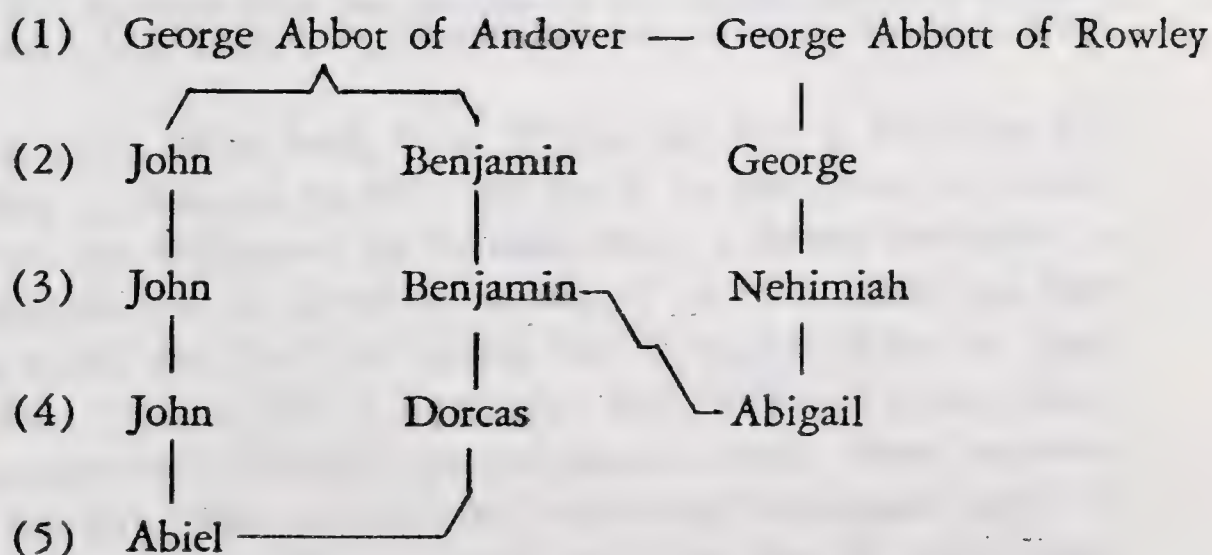 (1) George Abbot of Andover — George Abbott of Rowley
(2) John Benjamin George
(3) John Benjamin Nehimiah
(4) John Dorcas Abigail
(5) Abiel